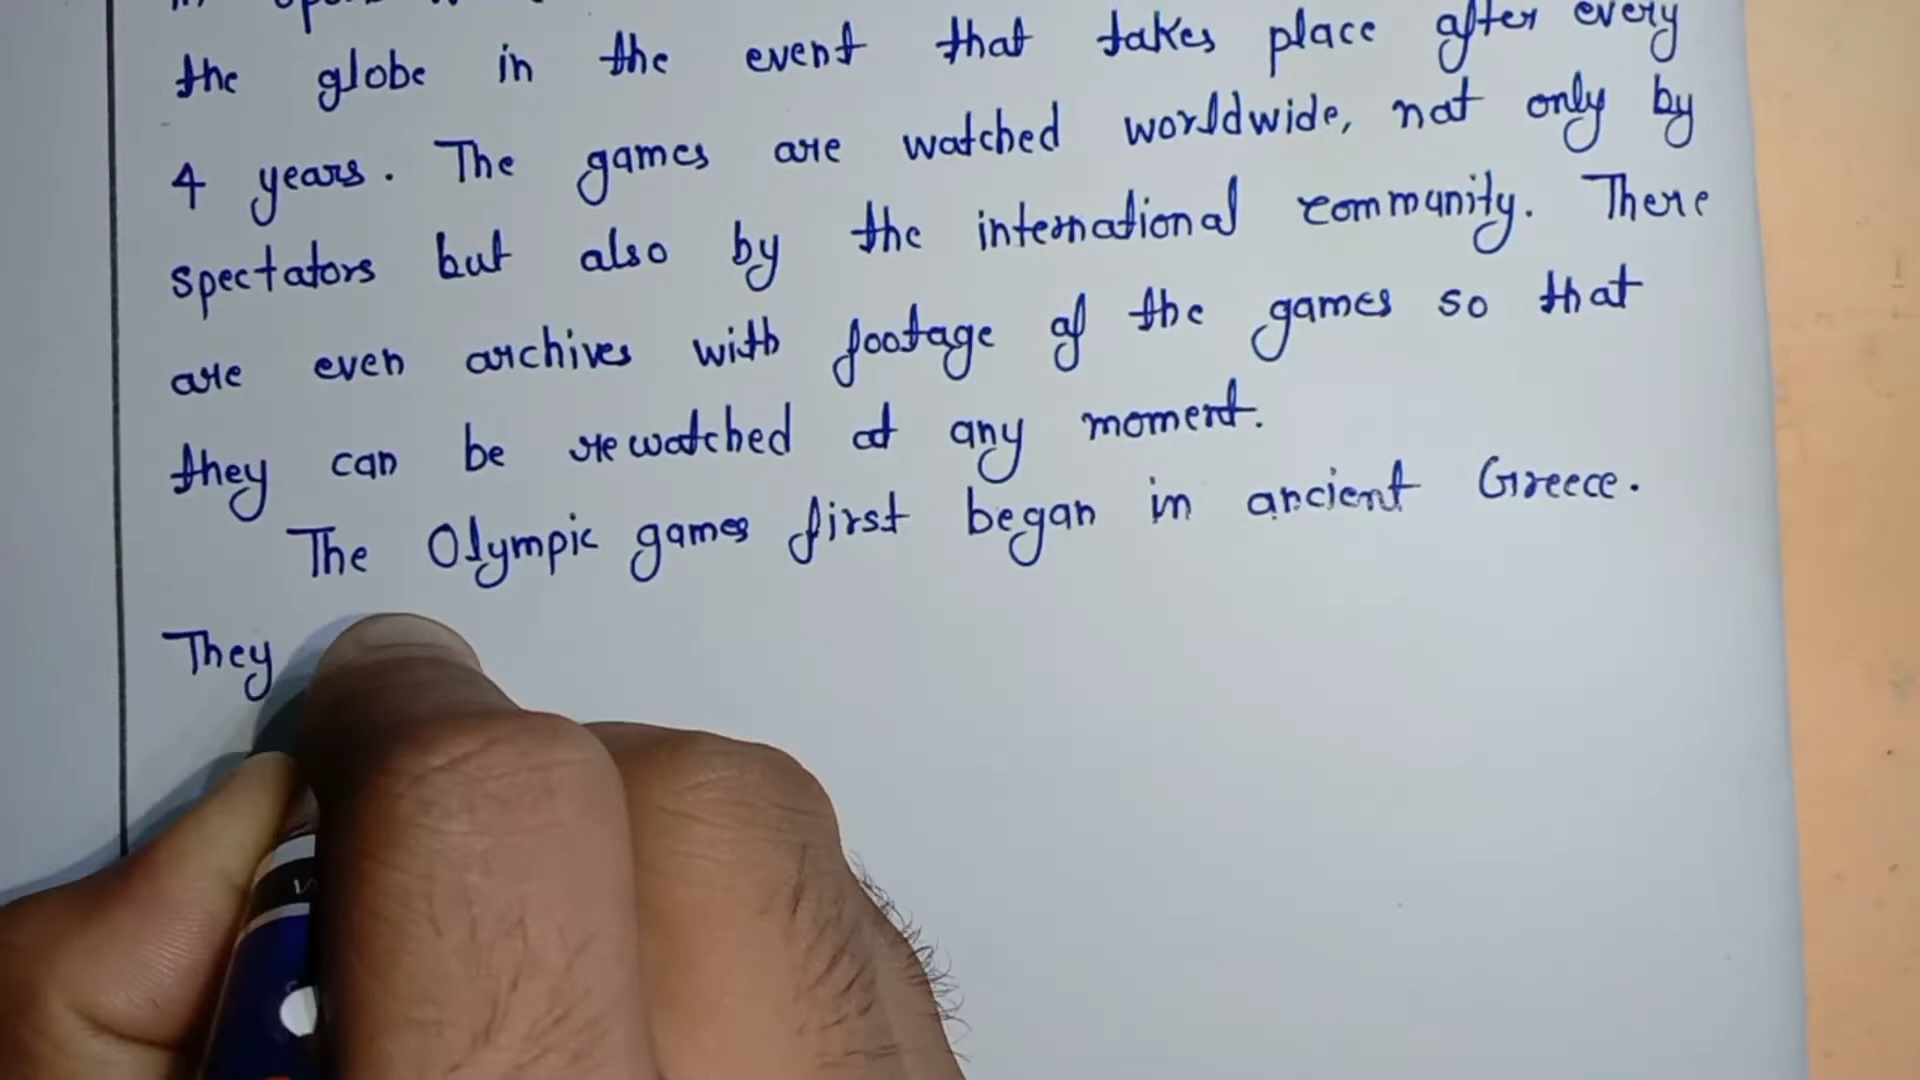 the globe in the event that takes place after every
4 years. The games are watched worldwide, not only by
spectators but also by the international community. There
are even archives with footage of the games so that
they can be rewatched at any moment.
The Olympic games first began in ancient Greece.
They